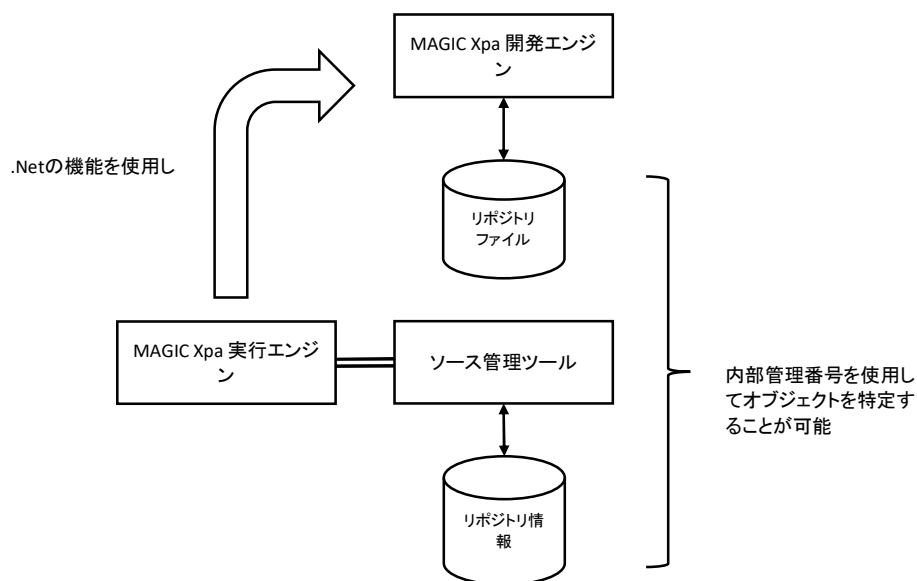 MAGIC Xpa 開発エンジ
ン
.Netの機能を使用し
リポジトリ
ファイル
MAGIC Xpa 実行エンジ
ン
ソース管理ツール
内部管理番号を使用し
てオブジェクトを特定す
ることが可能
リポジトリ情
報